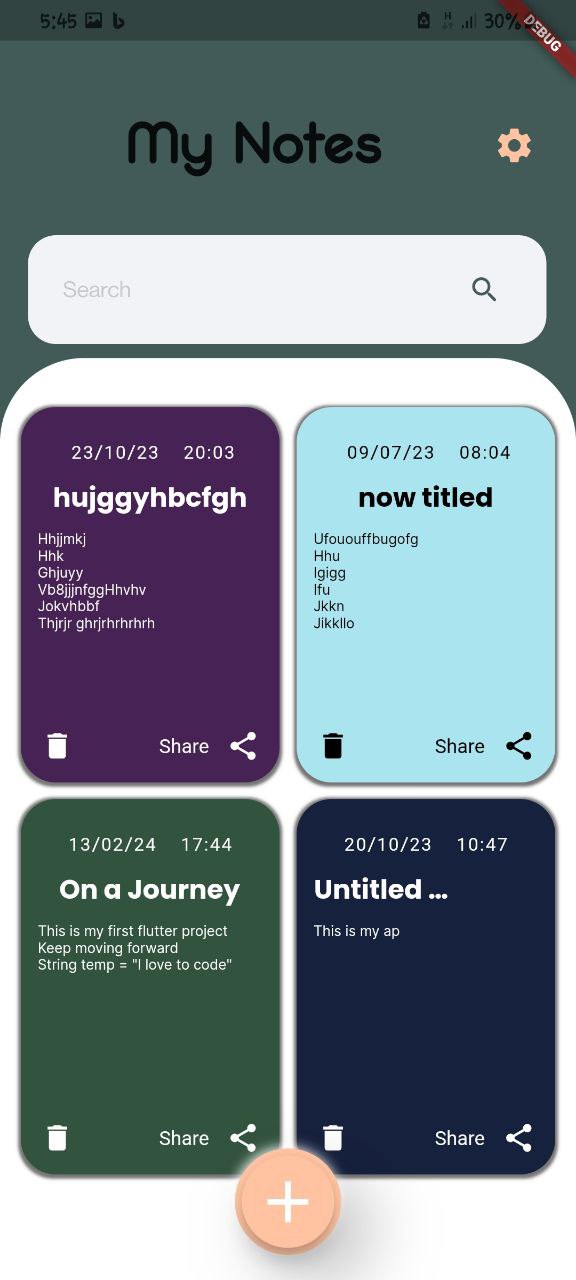 5:45
30%
DEBUG
My Notes
Search
23/10/23 20:03
hujggyhbcfgh
Hhjjmkj
Hhk
Ghjuyy
Vb8jjjnfggHhvhv
Jokvhbbf
Thjrjr ghrjrhrhrhrh
Share
09/07/23 08:04
now titled
Ufououffbugofg
Hhu
Igigg
Ifu
Jkkn
Jikkllo
Share
13/02/24 17:44
On a Journey
This is my first flutter project
Keep moving forward
String temp = "I love to code"
Share
20/10/23 10:47
Untitled ...
This is my ap
Share